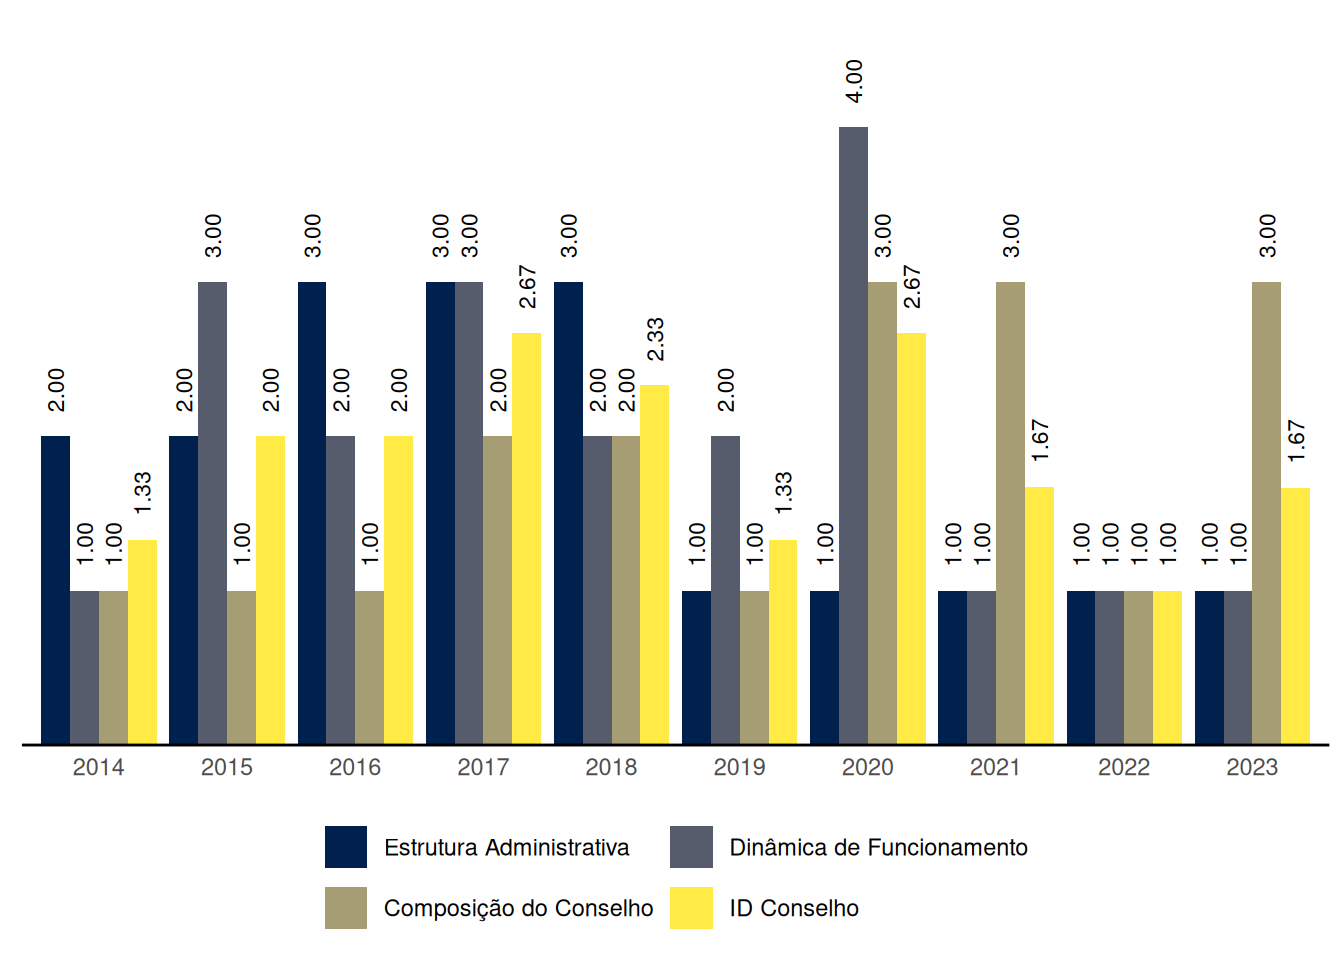 2.00 1.00 1.00 1.33
2.00 3.00 1.00 2.00
3.00 2.00 1.00 2.00
3.00 3.00 2.00 2.67
3.00 2.00 2.00 2.33
1.00 2.00 1.00 1.33
1.00 4.00 3.00 2.67
1.00 1.00 3.00 1.67
1.00 1.00 1.00 1.00
1.00 1.00 3.00 1.67
2014 2015 2016 2017 2018 2019 2020 2021 2022 2023
Estrutura Administrativa Dinâmica de Funcionamento
Composição do Conselho ID Conselho